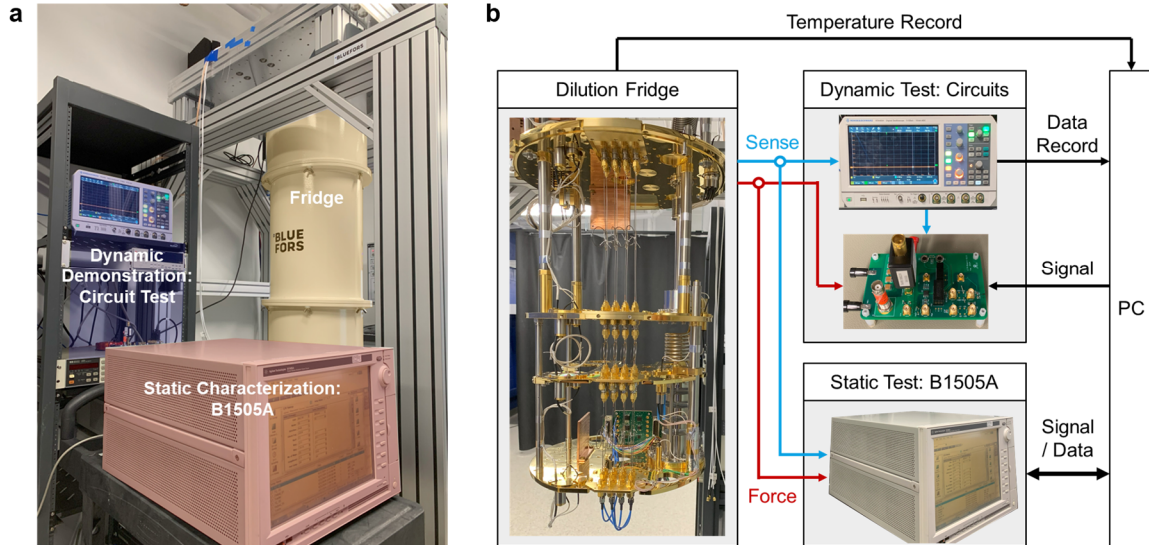 a
BLUEFORS
Fridge
BLUE
FORS
Dynamic
Demonstration:
Circuit Test
Static Characterization:
B1505A
b
Temperature Record
Dilution Fridge
Dynamic Test: Circuits
Sense
Data
Record
Signal
PC
Static Test: B1505A
Signal
/ Data
Force